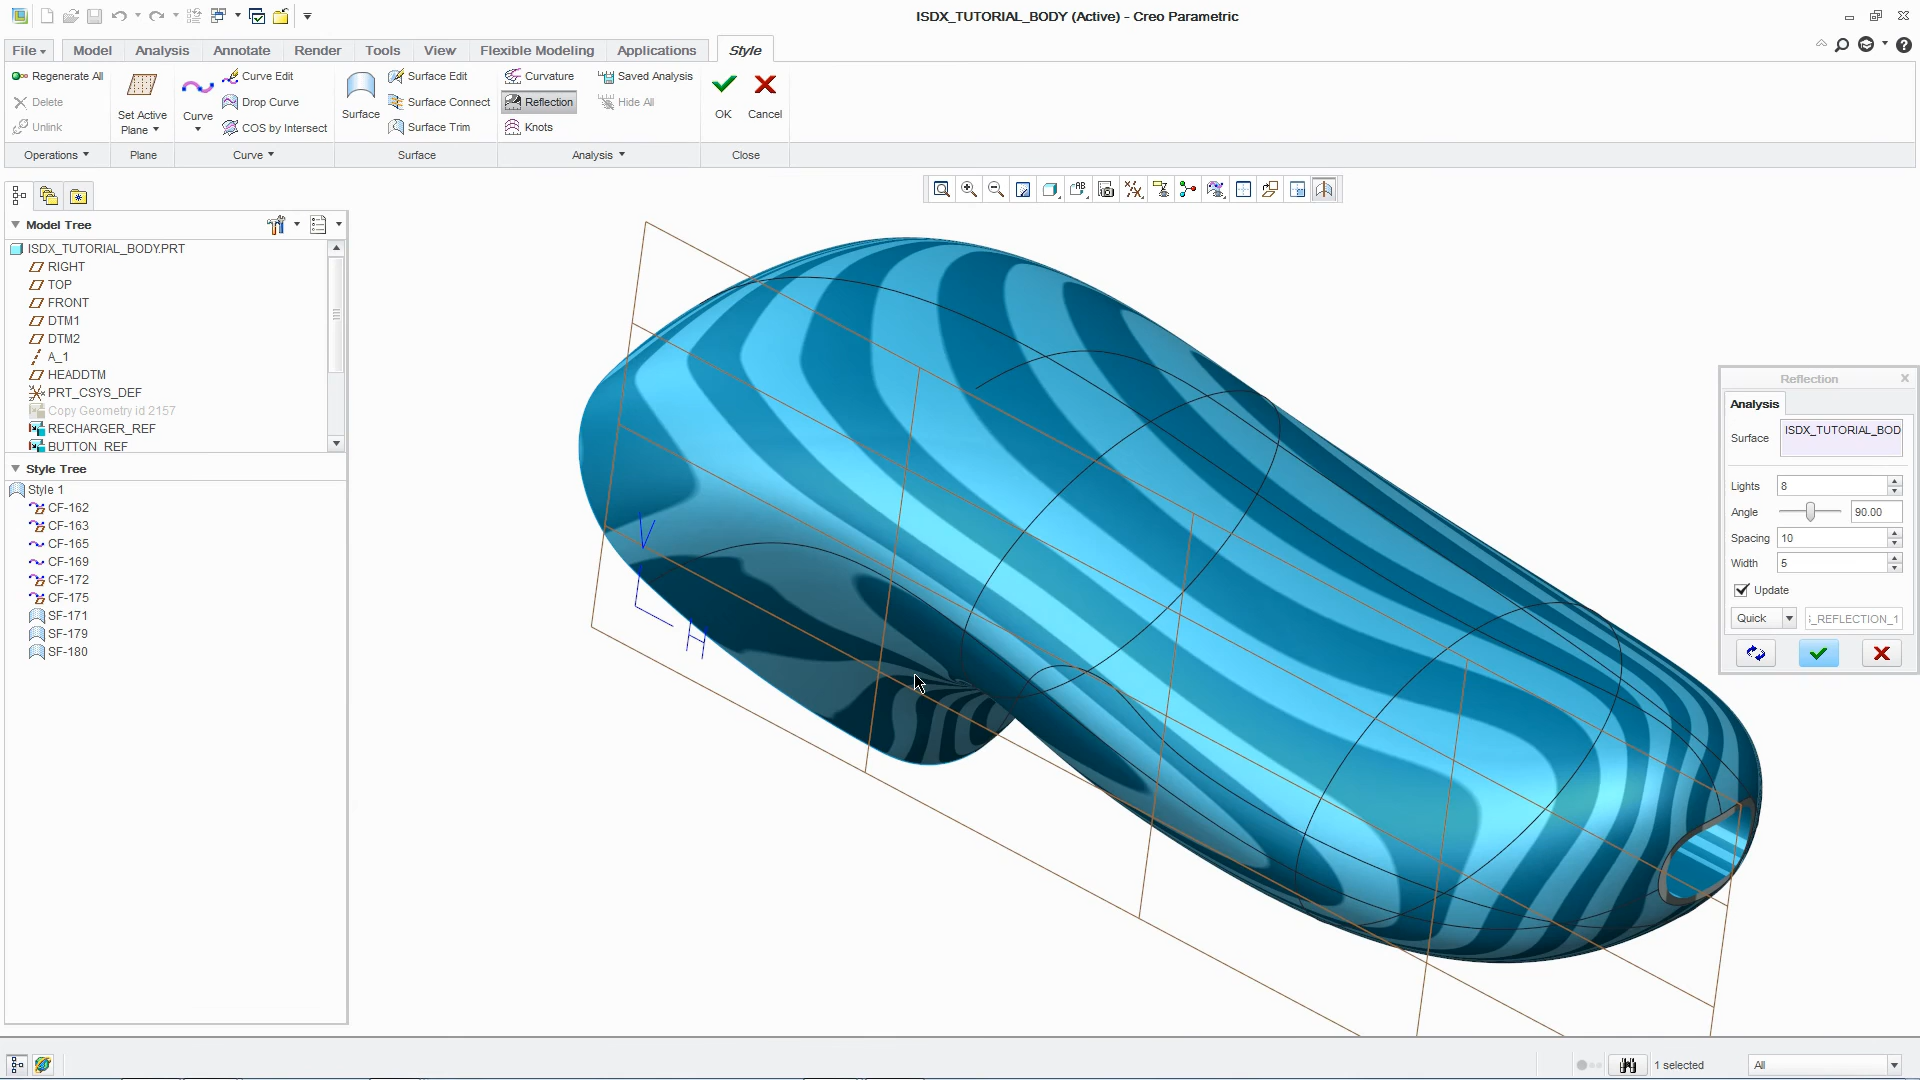 ISDX_TUTORIAL_BODY (Active) - Creo Parametric
File Model Analysis Annotate Render Tools View Flexible Modeling Applications Style
Regenerate All
Delete
Unlink
Operations
Set Active
Plane
Plane
Curve
Curve Edit
Drop Curve
COS by Intersect
Curve
Surface
Surface Edit
Surface Connect
Surface Trim
Surface
Curvature
Reflection
Knots
Saved Analysis
Hide All
Analysis
OK
Cancel
Close
Model Tree
ISDX_TUTORIAL_BODY.PRT
RIGHT
TOP
FRONT
DTM1
DTM2
A_1
HEADDTM
PRT_CSYS_DEF
Copy Geometry id 2157
RECHARGER_REF
BUTTON_REF
Style Tree
Style 1
CF-162
CF-163
CF-165
CF-169
CF-172
CF-175
SF-171
SF-179
SF-180
V
H
Reflection
Analysis
Surface ISDX_TUTORIAL_BOD
Lights 8
Angle 90.00
Spacing 10
Width 5
Update
Quick _REFLECTION_1
1 selected
All